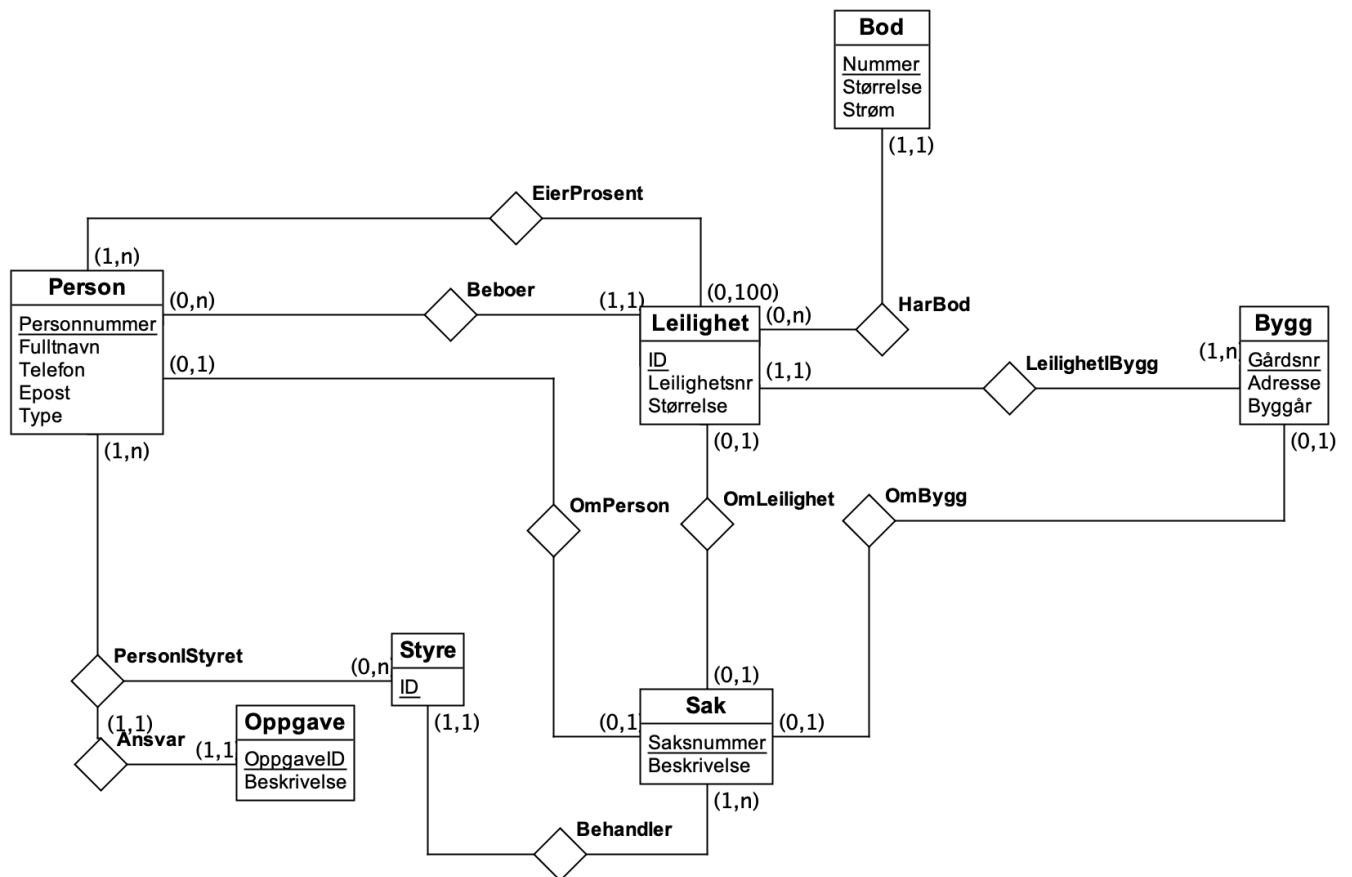 Bod
Nummer
Størrelse
Strøm
(1,1)
EierProsent
(1,n)
(0,100)
Person
Personnummer
Fulltnavn
Telefon
Epost
Type
(0,n)
Beboer
(1,1)
(0,1)
(1,n)
Leilighet
ID
Leilighetsnr
Størrelse
(0,n)
HarBod
(1,1)
LeilighetIBygg
(1,n)
(0,1)
Bygg
Gårdsnr
Adresse
Byggår
(0,1)
OmPerson
OmLeilighet
OmBygg
PersonIStyret
(0,n)
Styre
ID
(1,1)
(1,1)
Ansvar
(1,1)
Oppgave
OppgaveID
Beskrivelse
(0,1)
(0,1)
Sak
Saksnummer
Beskrivelse
(0,1)
(1,n)
Behandler